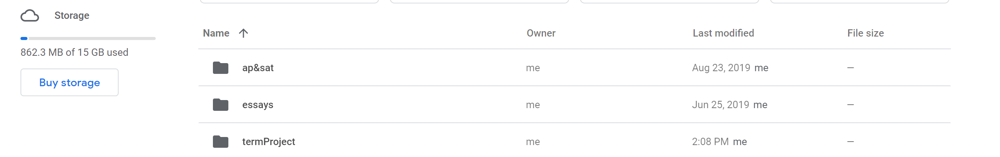 Storage
862.3 MB of 15 GB used
Buy storage
Name Owner Last modified File size
ap&sat me Aug 23, 2019 me —
essays me Jun 25, 2019 me —
termProject me 2:08 PM me —